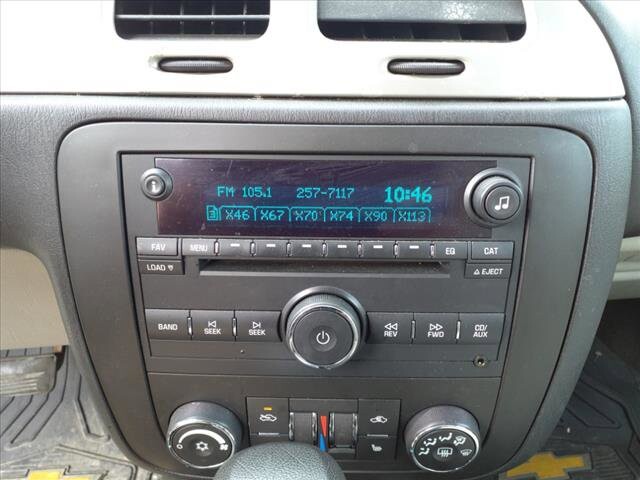 FM 105.1 257-7117 10:46
X46 X67 X70 X74 X90 X113
FAV MENU EQ CAT
LOAD EJECT
BAND SEEK SEEK REV FWD CD/AUX